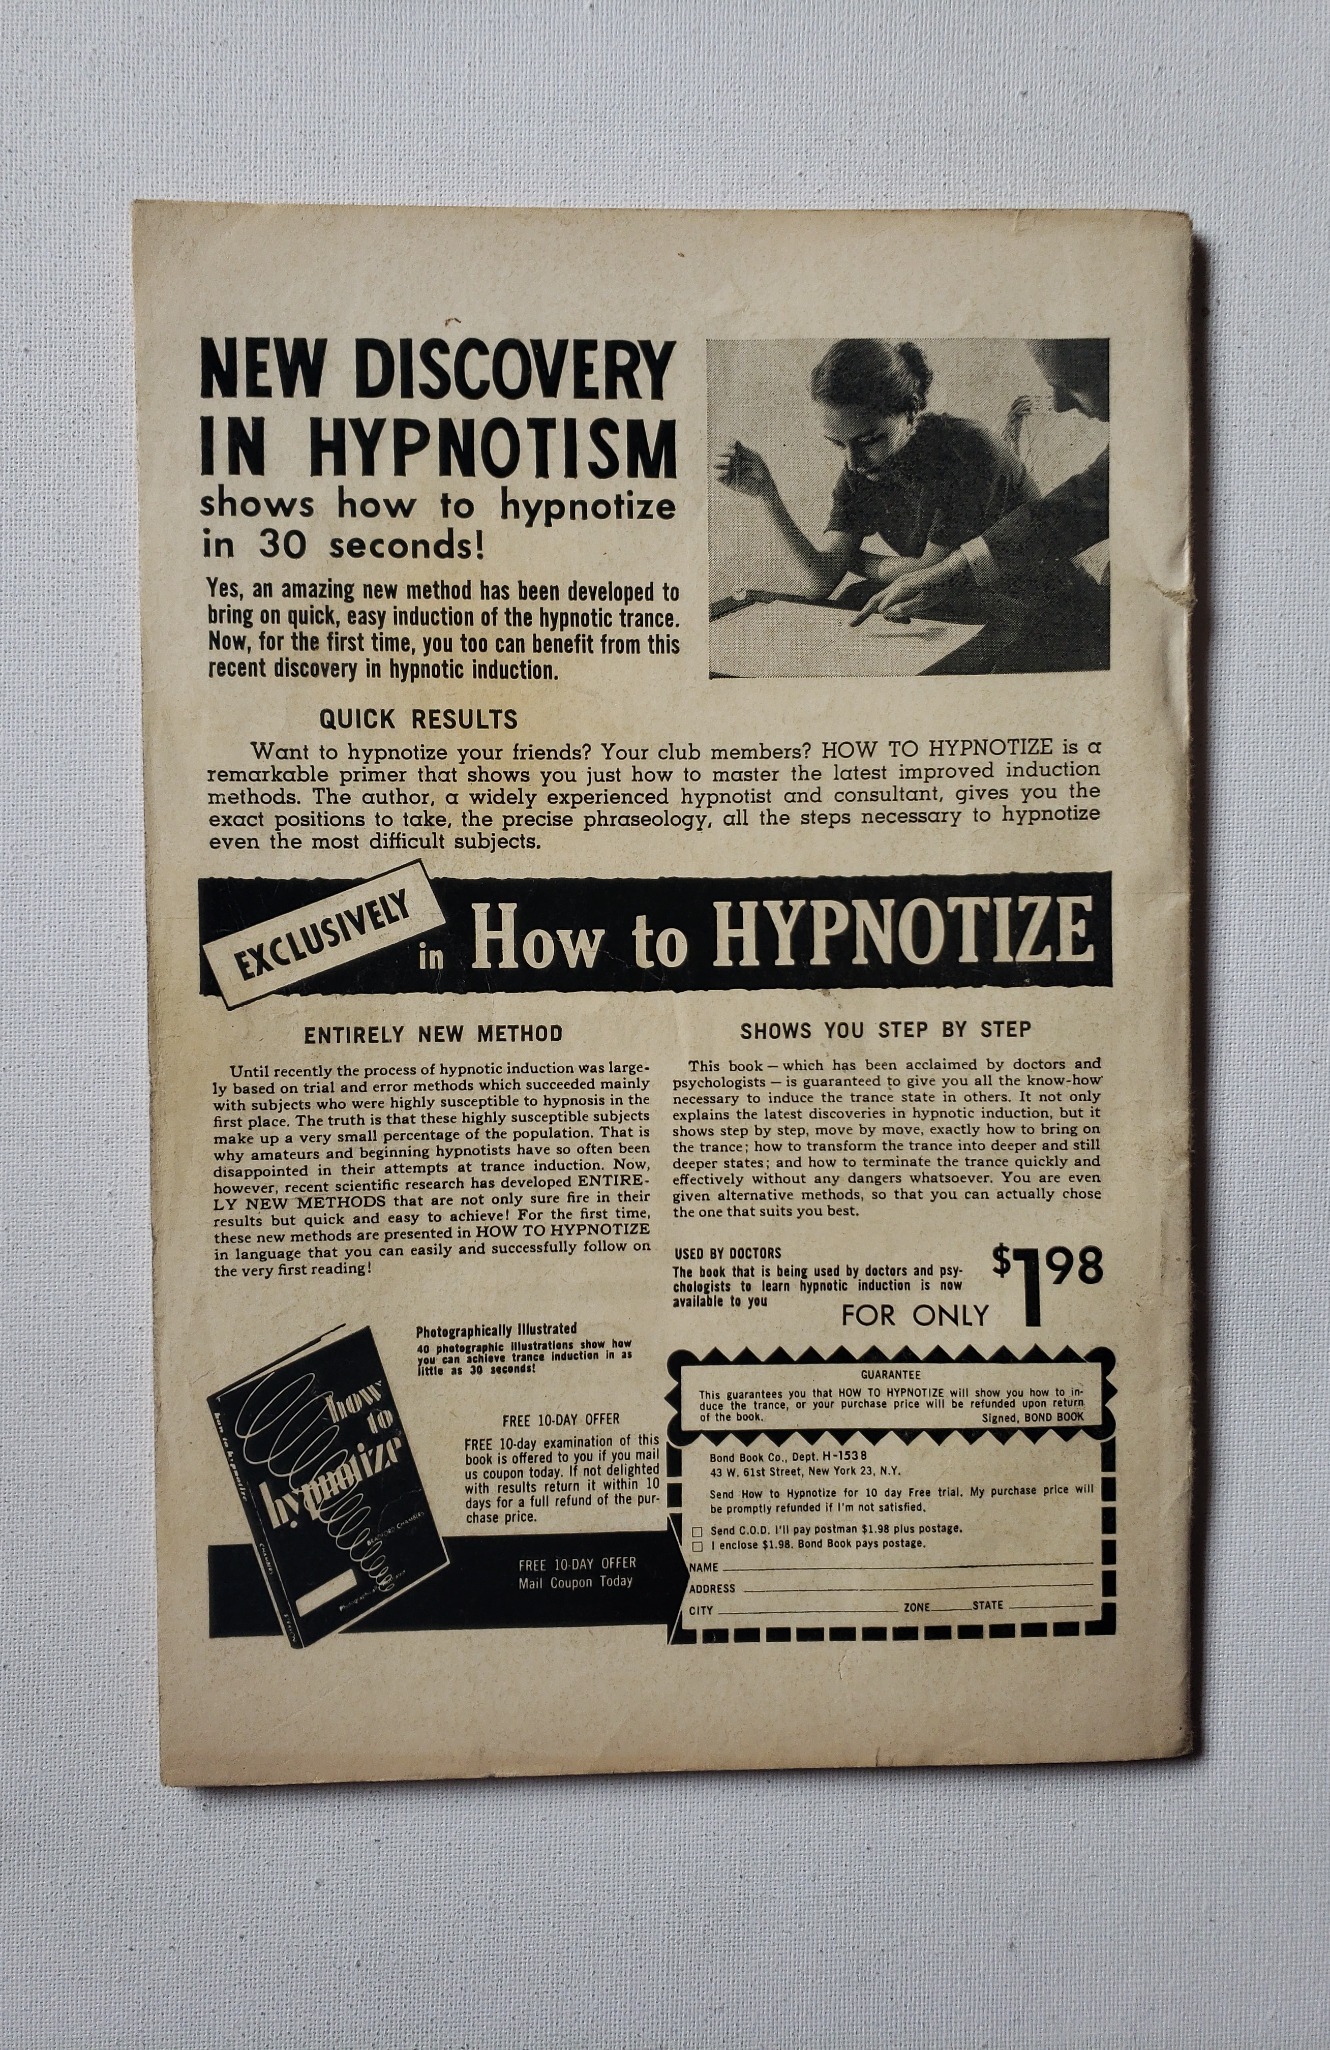 NEW DISCOVERY
IN HYPNOTISM
shows how to hypnotize
in 30 seconds!
Yes, an amazing new method has been developed to
bring on quick, easy induction of the hypnotic trance.
Now, for the first time, you too can benefit from this
recent discovery in hypnotic induction.
QUICK RESULTS
Want to hypnotize your friends? Your club members? HOW TO HYPNOTIZE is a
remarkable primer that shows you just how to master the latest improved induction
methods. The author, a widely experienced hypnotist and consultant, gives you the
exact positions to take, the precise phraseology, all the steps necessary to hypnotize
even the most difficult subjects.
EXCLUSIVELY
in How to HYPNOTIZE
ENTIRELY NEW METHOD
Until recently the process of hypnotic induction was large-
ly based on trial and error methods which succeeded mainly
with subjects who were highly susceptible to hypnosis in the
first place. The truth is that these highly susceptible subjects
make up a very small percentage of the population. That is
why amateurs and beginning hypnotists have so often been
disappointed in their attempts at trance induction. Now,
however, recent scientific research has developed ENTIRE-
LY NEW METHODS that are not only sure fire in their
results but quick and easy to achieve! For the first time,
these new methods are presented in HOW TO HYPNOTIZE
in language that you can easily and successfully follow on
the very first reading!
SHOWS YOU STEP BY STEP
This book — which has been acclaimed by doctors and
psychologists — is guaranteed to give you all the know-how
necessary to induce the trance state in others. It not only
explains the latest discoveries in hypnotic induction, but it
shows step by step, move by move, exactly how to bring on
the trance; how to transform the trance into deeper and still
deeper states; and how to terminate the trance quickly and
effectively without any dangers whatsoever. You are even
given alternative methods, so that you can actually chose
the one that suits you best.
USED BY DOCTORS
The book that is being used by doctors and psy-
chologists to learn hypnotic induction is now
available to you
FOR ONLY $1 98
Photographically Illustrated
40 photographic illustrations show how
you can achieve trance induction in as
little as 30 seconds!
FREE 10-DAY OFFER
FREE 10-day examination of this
book is offered to you if you mail
us coupon today. If not delighted
with results return it within 10
days for a full refund of the pur-
chase price.
how to hypnotize
CHAMBERS
how
to
hypnotize
BRADFORD CHAMBERS
FREE 10-DAY OFFER
Mail Coupon Today
GUARANTEE
This guarantees you that HOW TO HYPNOTIZE will show you how to in-
duce the trance, or your purchase price will be refunded upon return
of the book. Signed, BOND BOOK
Bond Book Co., Dept. H-1538
43 W. 61st Street, New York 23, N.Y.
Send How to Hypnotize for 10 day Free trial. My purchase price will
be promptly refunded if I'm not satisfied.
Send C.O.D. I'll pay postman $1.98 plus postage.
I enclose $1.98. Bond Book pays postage.
NAME
ADDRESS
CITY ZONE STATE